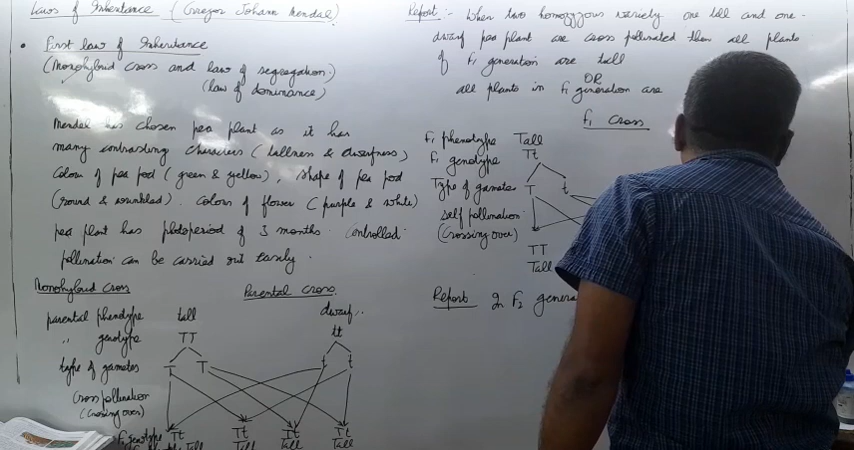 Laws of Inheritance (Gregor Johann Mendel)
• First law of Inheritance
(Monohybrid cross and law of segregation)
(law of dominance)
Mendel has chosen pea plant as it has
many contrasting characters (tallness & dwarfness)
Colour of pea pod (green & yellow), shape of pea pod
(round & wrinkled). Colour of flower (purple & white)
pea plant has photoperiod of 3 months. Controlled
pollination can be carried out easily.
Monohybrid cross Parental cross
parental phenotype tall dwarf
" genotype TT tt
type of gametes T T t t
Cross pollination
(Crossing over)
F1 genotype Tt Tt Tt Tt
Tall Tall Tall Tall
Report :- When two homozygous variety one tall and one
dwarf pea plant are cross pollinated then all plants
of F1 generation are tall
OR
all plants in F1 generation are
F1 Cross
F1 phenotype Tall
F1 genotype Tt
Type of gametes T t
self pollination
(Crossing over)
TT
Tall
Report In F2 genera